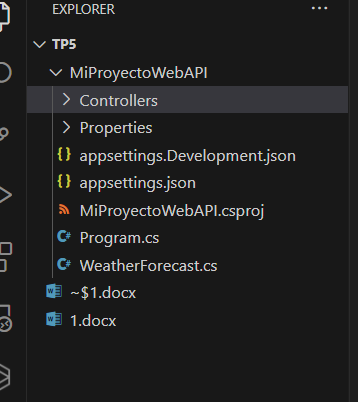 EXPLORER
TP5
MiProyectoWebAPI
Controllers
Properties
{} appsettings.Development.json
{} appsettings.json
MiProyectoWebAPI.csproj
C# Program.cs
C# WeatherForecast.cs
~$1.docx
1.docx